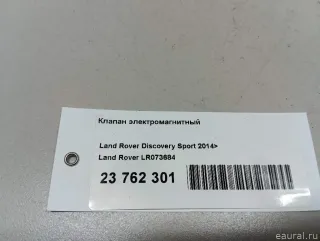 Клапан электромагнитный
Land Rover Discovery Sport 2014>
Land Rover LR073684
23 762 301
eaural.ru/